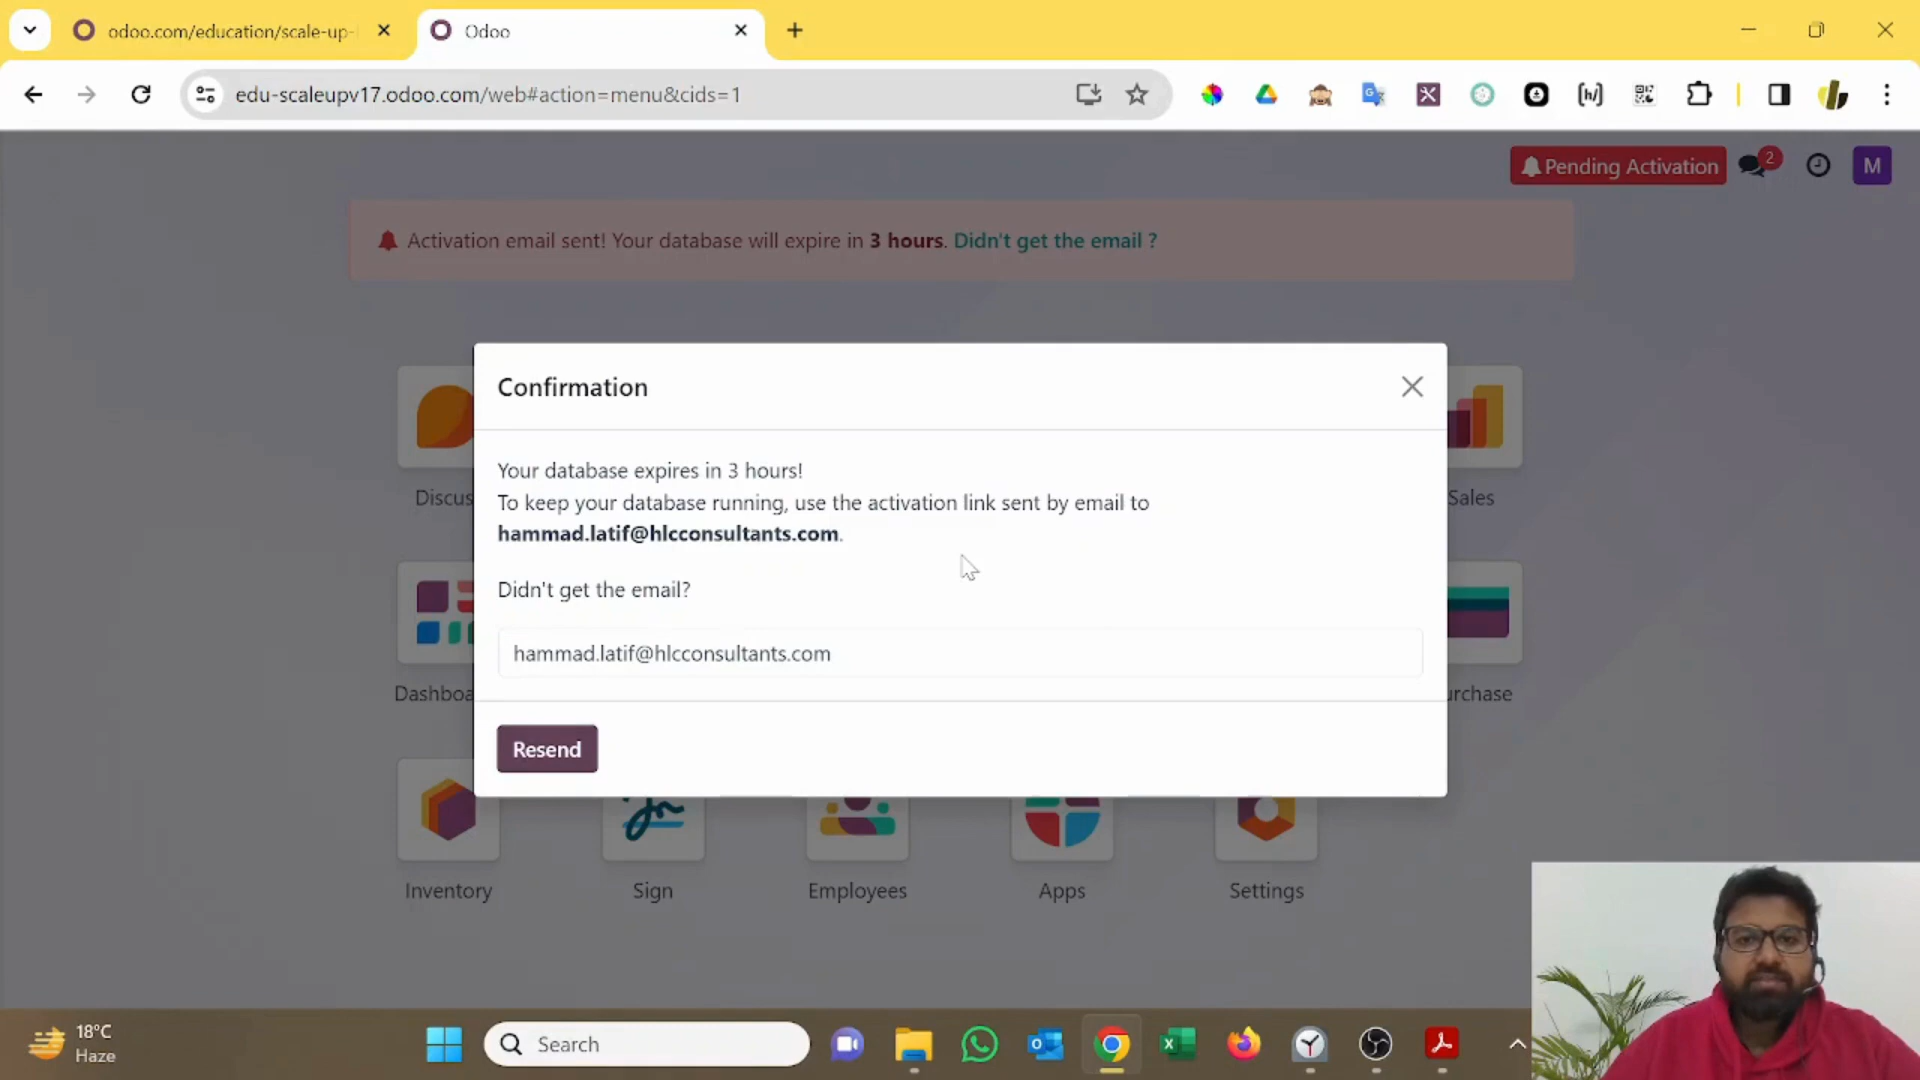 odoo.com/education/scale-up-
Odoo
edu-scaleupv17.odoo.com/web#action=menu&cids=1
Pending Activation
2
M
Activation email sent! Your database will expire in 3 hours. Didn't get the email ?
Confirmation
Your database expires in 3 hours!
To keep your database running, use the activation link sent by email to
hammad.latif@hlcconsultants.com.
Didn't get the email?
hammad.latif@hlcconsultants.com
Resend
Discus
Sales
Dashboa
urchase
Inventory
Sign
Employees
Apps
Settings
18°C
Haze
Search